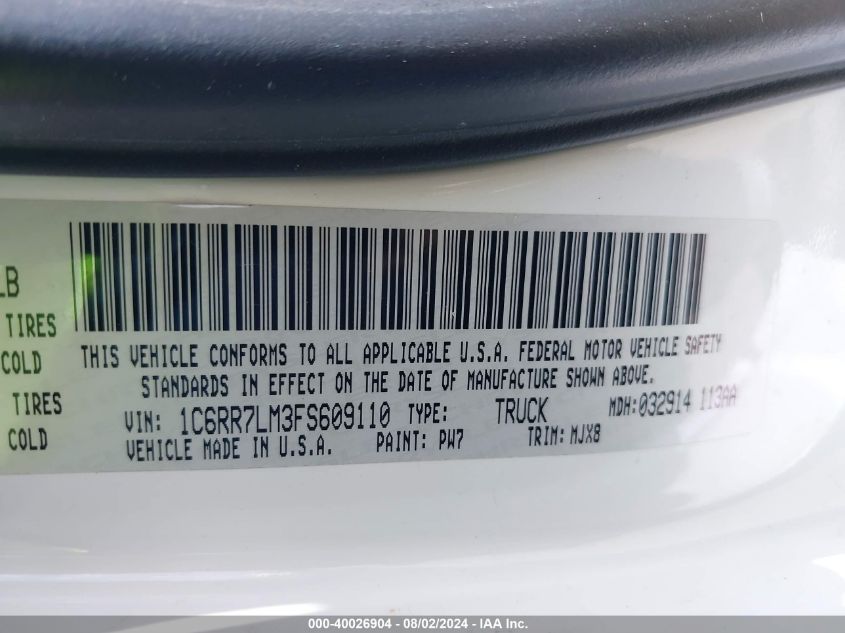 LB
TIRES
COLD
TIRES
COLD
THIS VEHICLE CONFORMS TO ALL APPLICABLE U.S.A. FEDERAL MOTOR VEHICLE SAFETY
STANDARDS IN EFFECT ON THE DATE OF MANUFACTURE SHOWN ABOVE.
VIN: 1C6RR7LM3FS609110 TYPE: TRUCK MDH:032914 113AA
VEHICLE MADE IN U.S.A. PAINT: PW7 TRIM: MJX8
000-40026904 - 08/02/2024 - IAA Inc.